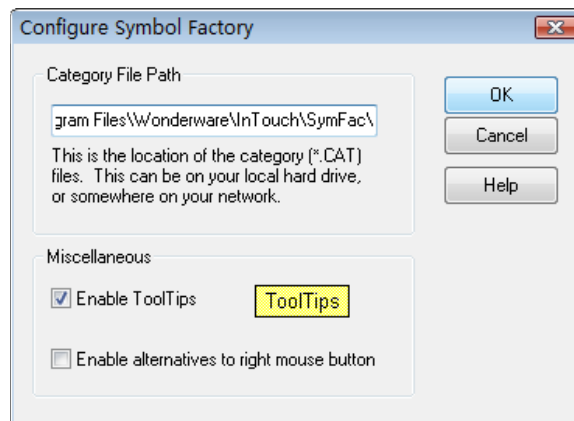 Configure Symbol Factory
Category File Path
gram Files\Wonderware\InTouch\SymFac\
This is the location of the category (*.CAT)
files. This can be on your local hard drive,
or somewhere on your network.
OK
Cancel
Help
Miscellaneous
Enable ToolTips
ToolTips
Enable alternatives to right mouse button